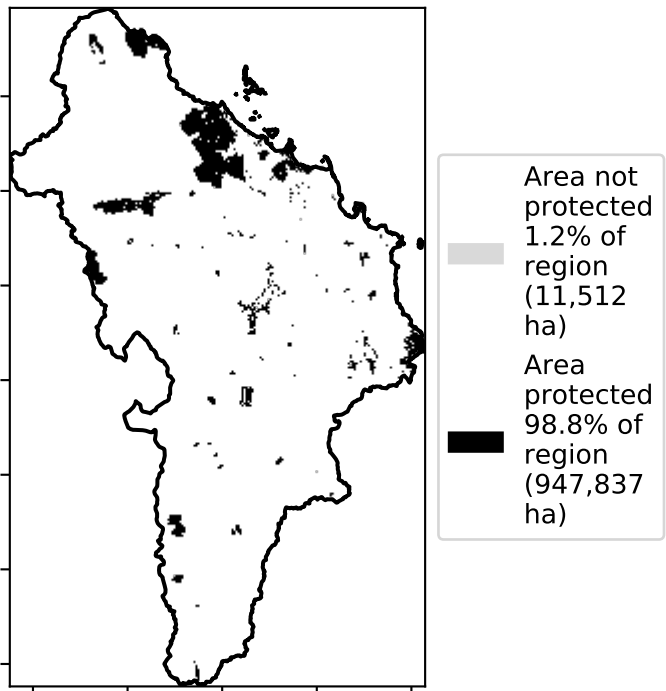 Area not
protected
1.2% of
region
(11,512
ha)
Area
protected
98.8% of
region
(947,837
ha)